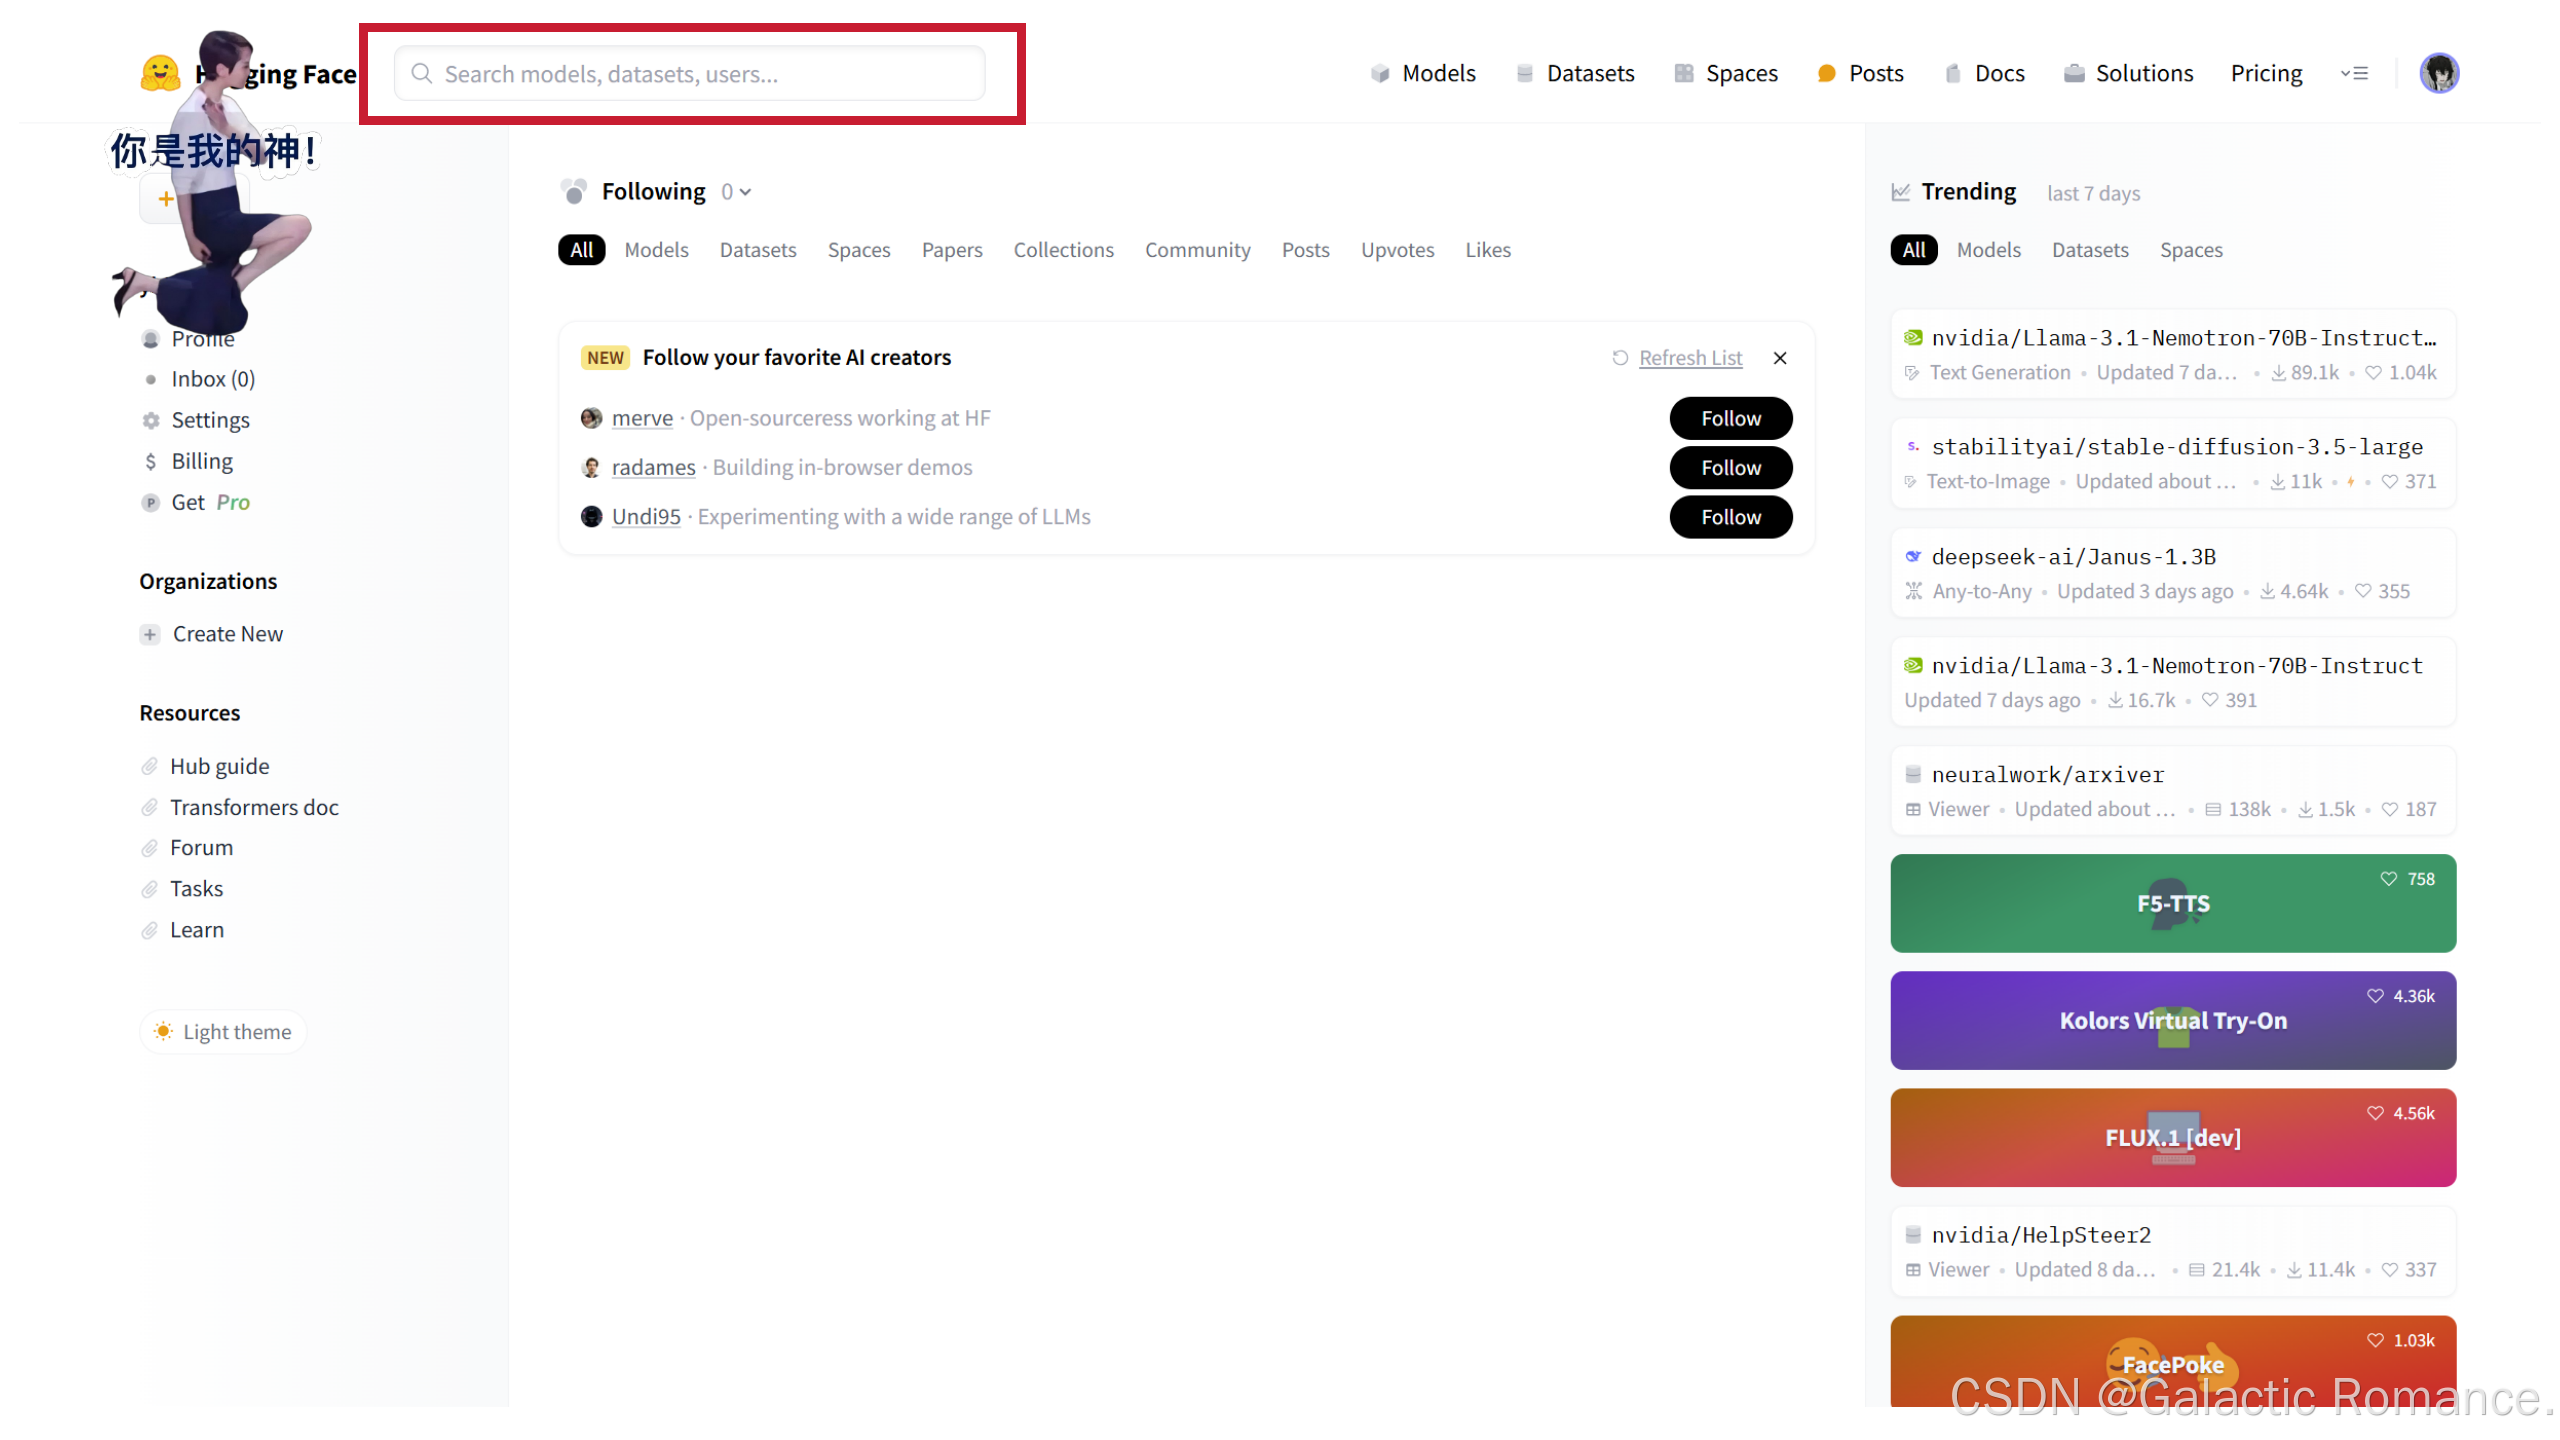 Hugging Face
Search models, datasets, users...
Models
Datasets
Spaces
Posts
Docs
Solutions
Pricing
你是我的神!
Profile
Inbox (0)
Settings
Billing
Get Pro
Organizations
Create New
Resources
Hub guide
Transformers doc
Forum
Tasks
Learn
Light theme
Following 0
All Models Datasets Spaces Papers Collections Community Posts Upvotes Likes
NEW Follow your favorite AI creators
Refresh List
merve · Open-sourceress working at HF
Follow
radames · Building in-browser demos
Follow
Undi95 · Experimenting with a wide range of LLMs
Follow
Trending last 7 days
All Models Datasets Spaces
nvidia/Llama-3.1-Nemotron-70B-Instruct…
Text Generation • Updated 7 da… • 89.1k • 1.04k
stabilityai/stable-diffusion-3.5-large
Text-to-Image • Updated about … • 11k • • 371
deepseek-ai/Janus-1.3B
Any-to-Any • Updated 3 days ago • 4.64k • 355
nvidia/Llama-3.1-Nemotron-70B-Instruct
Updated 7 days ago • 16.7k • 391
neuralwork/arxiver
Viewer • Updated about … • 138k • 1.5k • 187
758
F5-TTS
4.36k
Kolors Virtual Try-On
4.56k
FLUX.1 [dev]
nvidia/HelpSteer2
Viewer • Updated 8 da… • 21.4k • 11.4k • 337
1.03k
FacePoke
CSDN @Galactic Romance.